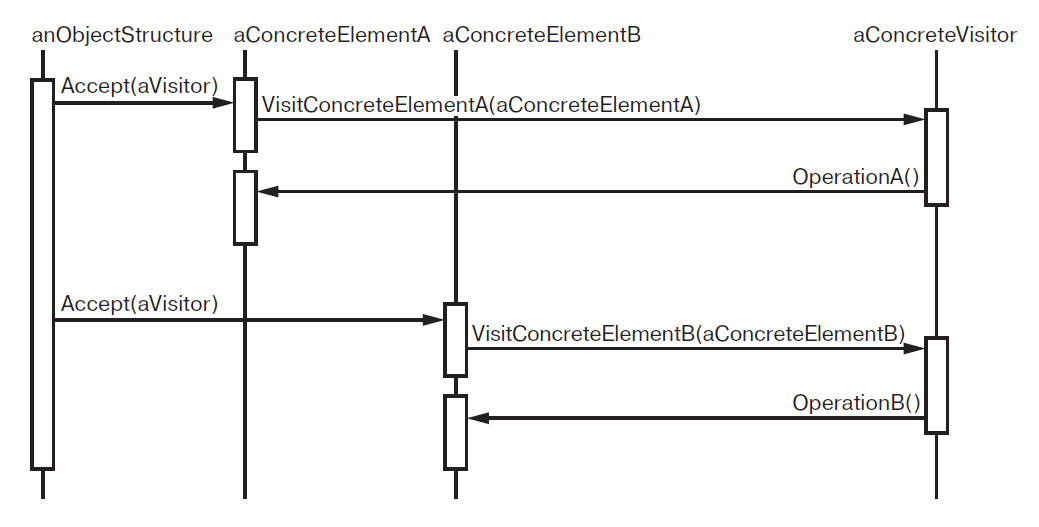 anObjectStructure aConcreteElementA aConcreteElementB aConcreteVisitor
Accept(aVisitor)
VisitConcreteElementA(aConcreteElementA)
OperationA()
Accept(aVisitor)
VisitConcreteElementB(aConcreteElementB)
OperationB()